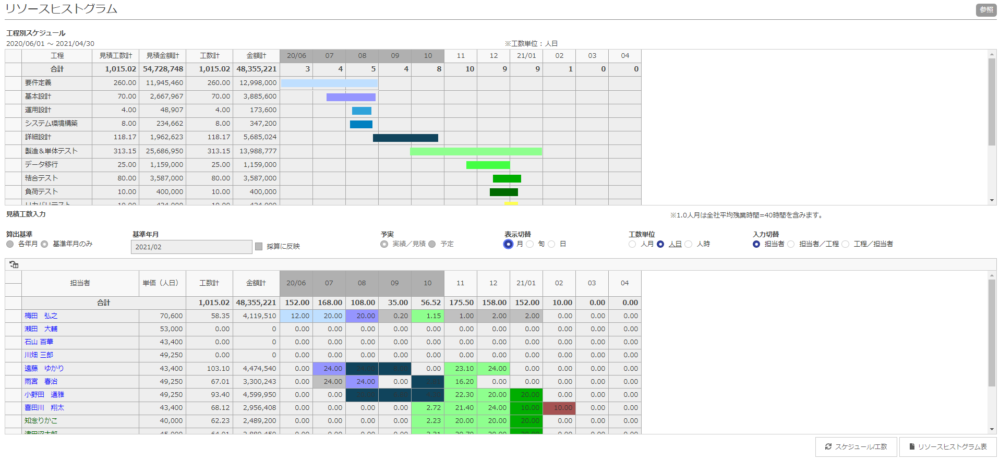 リソースヒストグラム
参照
工程別スケジュール
2020/06/01 ～ 2021/04/30
※工数単位：人日
工程 見積工数計 見積金額計 工数計 金額計 20/06 07 08 09 10 11 12 21/01 02 03 04
合計 1,015.02 54,728,748 1,015.02 48,355,221 3 4 5 4 8 10 9 9 1 0 0
要件定義 260.00 11,945,460 260.00 12,998,000
基本設計 70.00 2,667,967 70.00 3,885,600
運用設計 4.00 48,907 4.00 173,600
システム環境構築 8.00 234,662 8.00 347,200
詳細設計 118.17 1,962,623 118.17 5,685,024
製造＆単体テスト 313.15 25,686,950 313.15 13,988,777
データ移行 25.00 1,159,000 25.00 1,159,000
結合テスト 80.00 3,587,000 80.00 3,587,000
負荷テスト 10.00 400,000 10.00 400,000
リカバリテスト
見積工数入力
※1.0人月は全社平均残業時間=40時間を含みます。
算出基準 基準年月 予実 表示切替 工数単位 入力切替
各年月 基準年月のみ 2021/02 採算に反映 実績／見積 予定 月 旬 日 人月 人日 人時 担当者 担当者／工程 工程／担当者
担当者 単価（人日） 工数計 金額計 20/06 07 08 09 10 11 12 21/01 02 03 04
合計 1,015.02 48,355,221 152.00 168.00 108.00 35.00 56.52 175.50 158.00 152.00 10.00 0.00 0.00
梅田　弘之 70,600 58.35 4,119,510 12.00 20.00 20.00 0.20 1.15 1.00 2.00 2.00 0.00 0.00 0.00
瀬田　大輔 53,000 0.00 0 0.00 0.00 0.00 0.00 0.00 0.00 0.00 0.00 0.00 0.00 0.00
石山 百華 43,400 0.00 0 0.00 0.00 0.00 0.00 0.00 0.00 0.00 0.00 0.00 0.00 0.00
川畑 三郎 49,250 0.00 0 0.00 0.00 0.00 0.00 0.00 0.00 0.00 0.00 0.00 0.00 0.00
遠藤　ゆかり 43,400 103.10 4,474,540 0.00 24.00 0.00 23.10 24.00 0.00 0.00 0.00 0.00
雨宮　春治 49,250 67.01 3,300,243 0.00 24.00 24.00 0.00 16.20 0.00 0.00 0.00 0.00 0.00
小野田　通雅 49,250 93.40 4,599,950 0.00 0.00 22.30 20.00 20.00 0.00 0.00 0.00
喜田川　翔太 43,400 68.12 2,956,408 0.00 0.00 0.00 0.00 2.72 21.40 24.00 10.00 10.00 0.00 0.00
知念りかこ 40,000 62.23 2,489,200 0.00 0.00 0.00 0.00 2.23 20.00 20.00 20.00 0.00 0.00 0.00
スケジュール/工数 リソースヒストグラム表